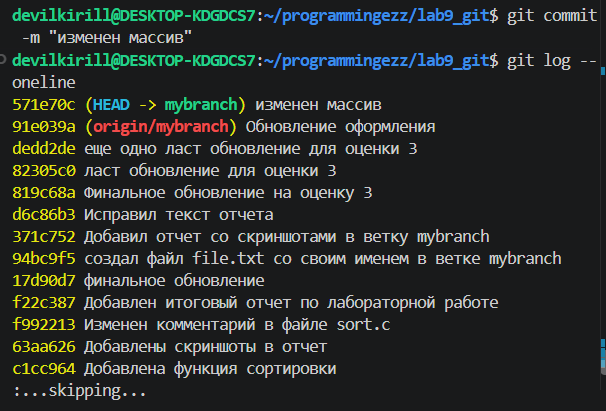 devilkirill@DESKTOP-KDGDCS7:~/programmingezz/lab9_git$ git commit
-m "изменен массив"
devilkirill@DESKTOP-KDGDCS7:~/programmingezz/lab9_git$ git log --
oneline
571e70c (HEAD -> mybranch) изменен массив
91e039a (origin/mybranch) Обновление оформления
dedd2de еще одно ласт обновление для оценки 3
82305c0 ласт обновление для оценки 3
819c68a Финальное обновление на оценку 3
d6c86b3 Исправил текст отчета
371c752 Добавил отчет со скриншотами в ветку mybranch
94bc9f5 создал файл file.txt со своим именем в ветке mybranch
17d90d7 финальное обновление
f22c387 Добавлен итоговый отчет по лабораторной работе
f992213 Изменен комментарий в файле sort.c
63aa626 Добавлены скриншоты в отчет
c1cc964 Добавлена функция сортировки
:...skipping...